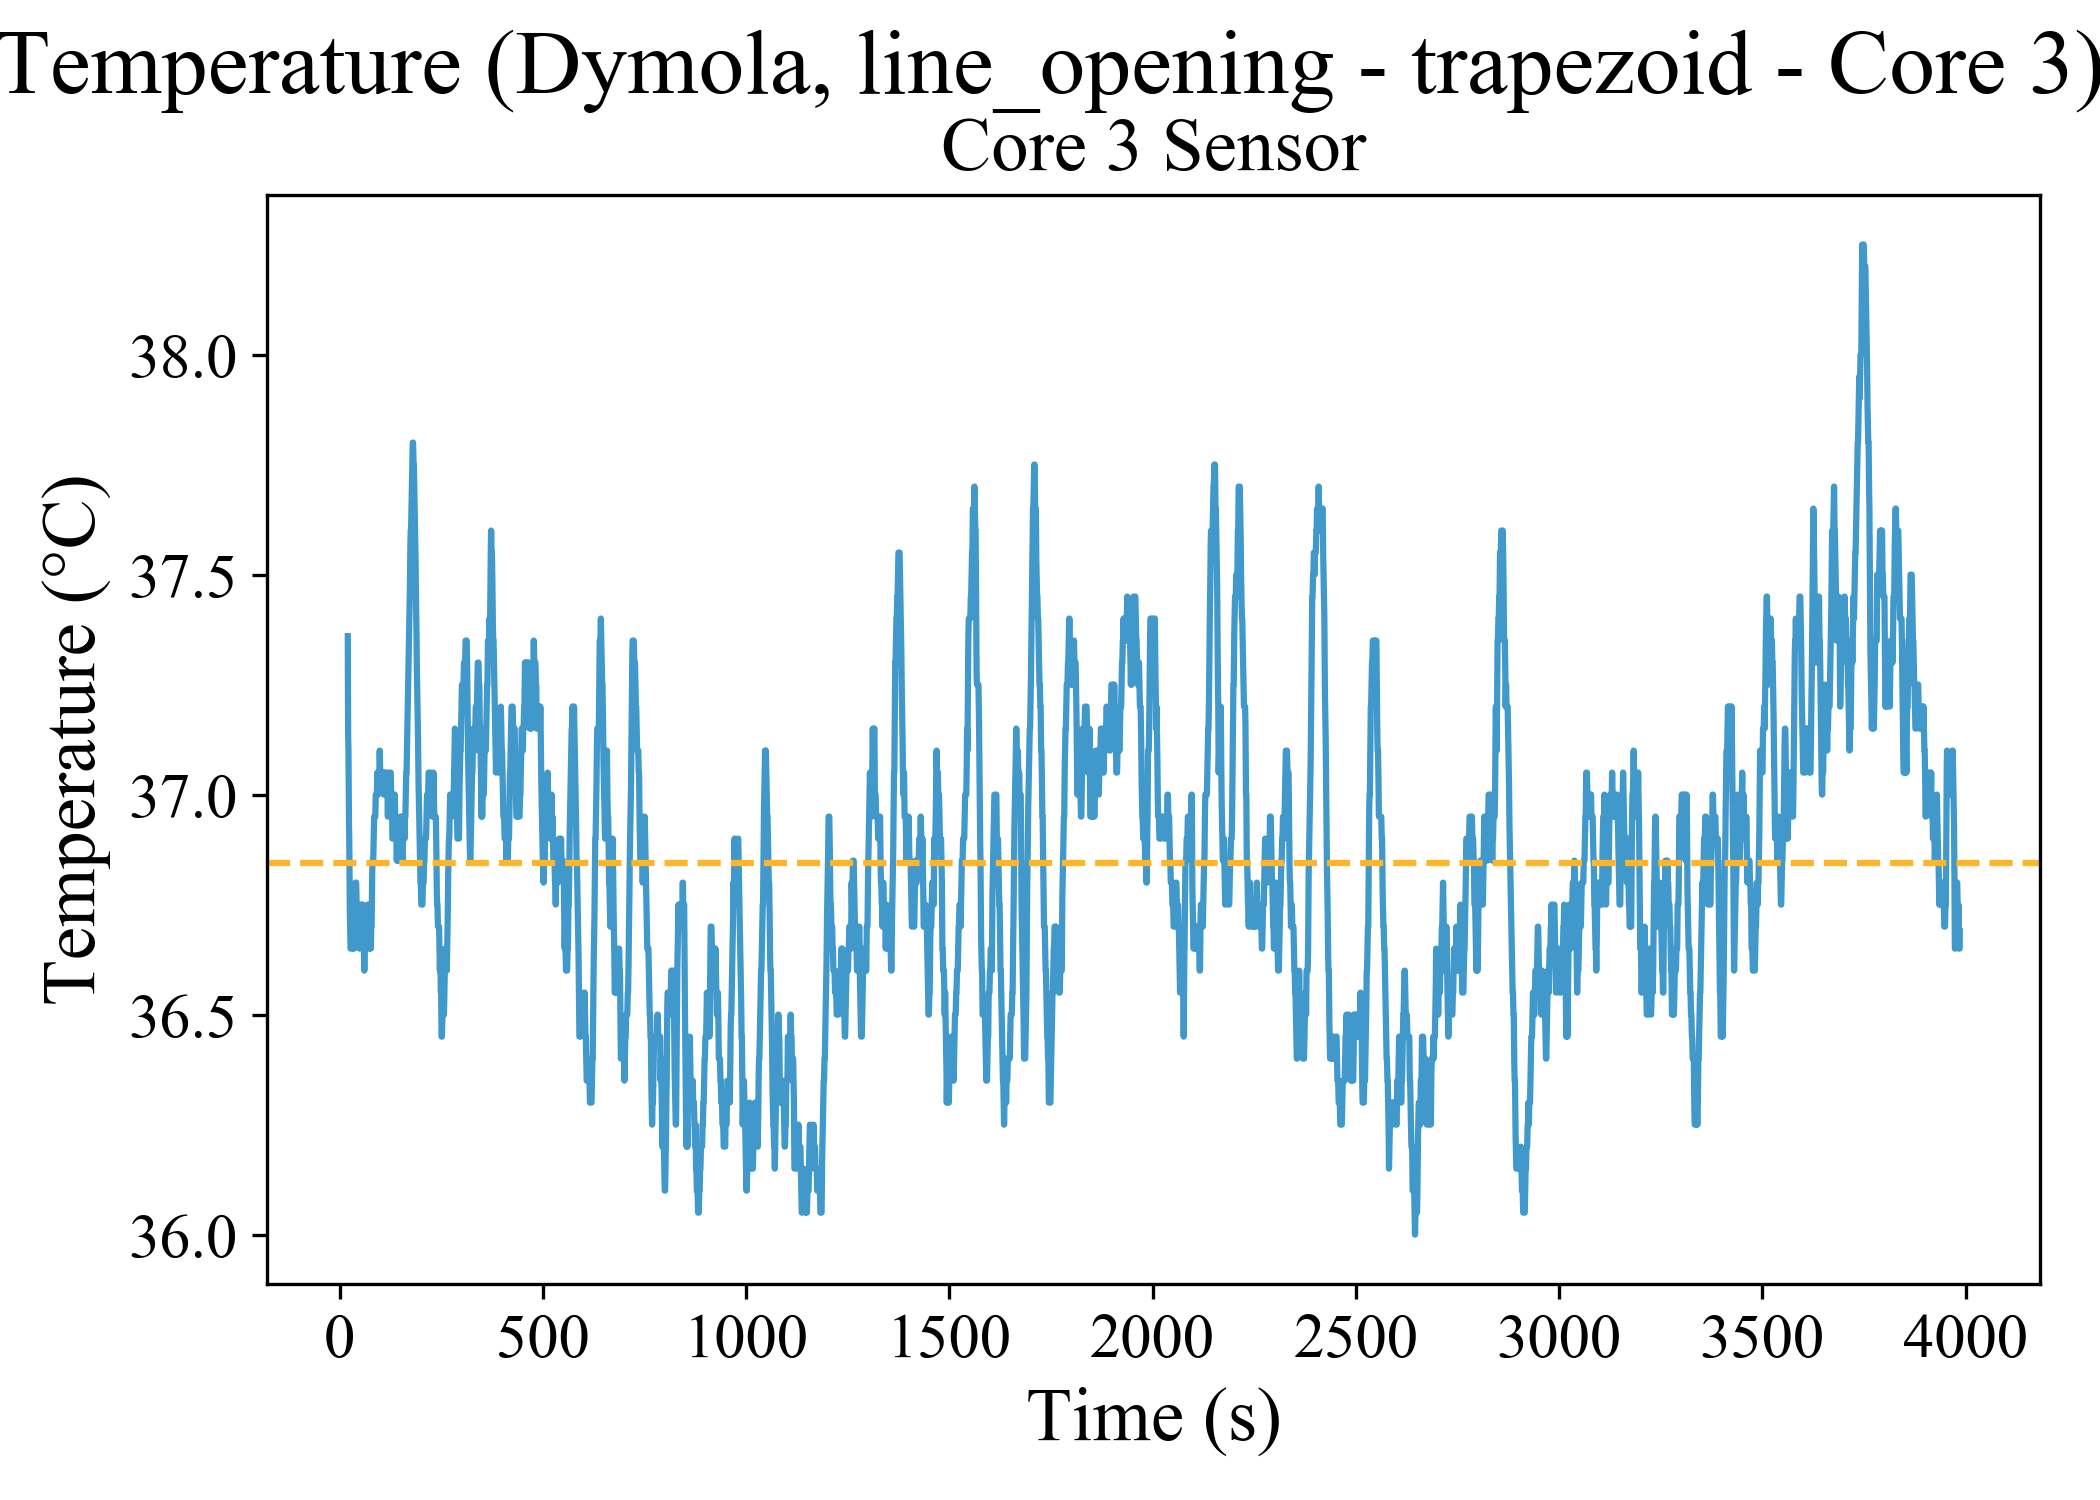 Temperature (Dymola, line_opening - trapezoid - Core 3)
Core 3 Sensor
Temperature (°C)
38.0
37.5
37.0
36.5
36.0
0 500 1000 1500 2000 2500 3000 3500 4000
Time (s)